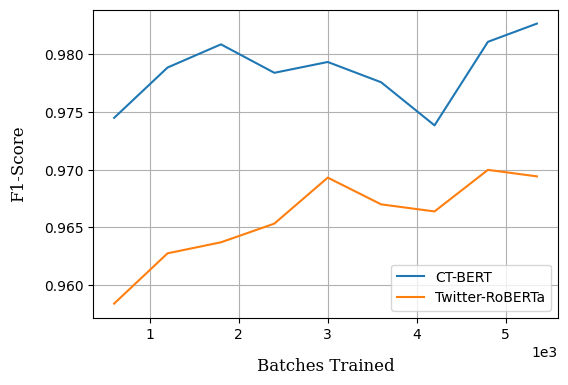 0.980
0.975
0.970
0.965
0.960
F1-Score
CT-BERT
Twitter-RoBERTa
1 2 3 4 5
1e3
Batches Trained